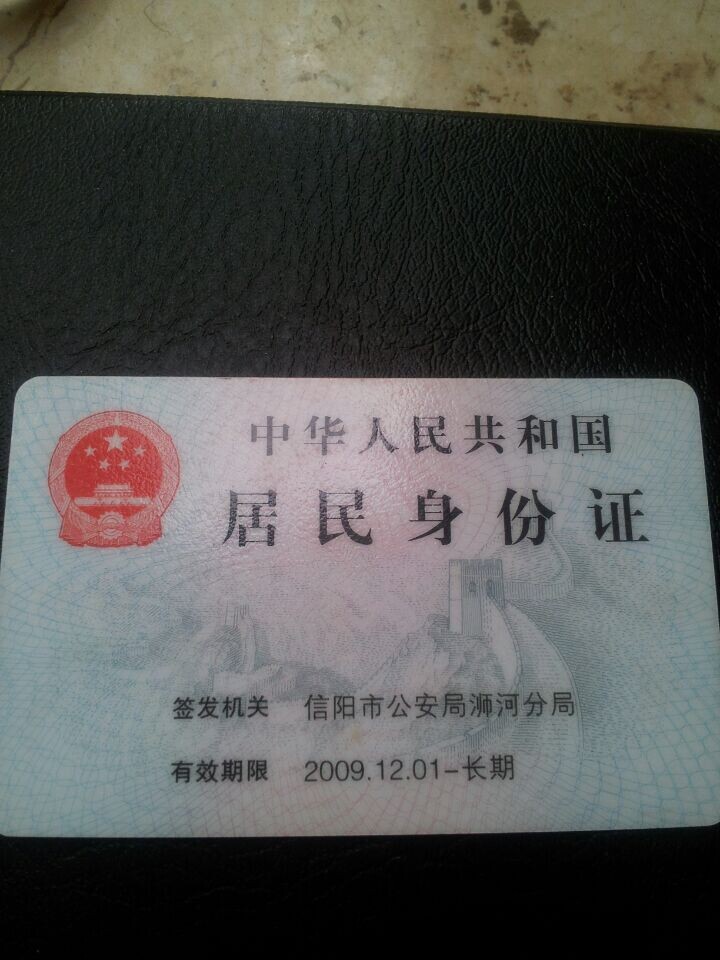 中华人民共和国
居民身份证
签发机关 信阳市公安局浉河分局
有效期限 2009.12.01-长期